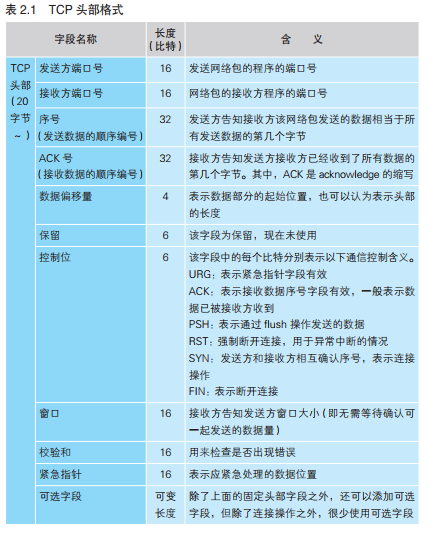 表 2.1 TCP 头部格式
字段名称
长度
（比特）
含 义
TCP
头部
（20
字节
～）
发送方端口号 16 发送网络包的程序的端口号
接收方端口号 16 网络包的接收方程序的端口号
序号
（发送数据的顺序编号）
32
发送方告知接收方该网络包发送的数据相当于所
有发送数据的第几个字节
ACK 号
（接收数据的顺序编号）
32
接收方告知发送方接收方已经收到了所有数据的
第几个字节。其中，ACK 是 acknowledge 的缩写
数据偏移量 4 表示数据部分的起始位置，也可以认为表示头部
的长度
保留 6 该字段为保留，现在未使用
控制位 6 该字段中的每个比特分别表示以下通信控制含义。
URG：表示紧急指针字段有效
ACK：表示接收数据序号字段有效，一般表示数
据已被接收方收到
PSH：表示通过 flush 操作发送的数据
RST：强制断开连接，用于异常中断的情况
SYN：发送方和接收方相互确认序号，表示连接
操作
FIN：表示断开连接
窗口 16 接收方告知发送方窗口大小（即无需等待确认可
一起发送的数据量）
校验和 16 用来检查是否出现错误
紧急指针 16 表示应紧急处理的数据位置
可选字段
可变
长度
除了上面的固定头部字段之外，还可以添加可选
字段，但除了连接操作之外，很少使用可选字段